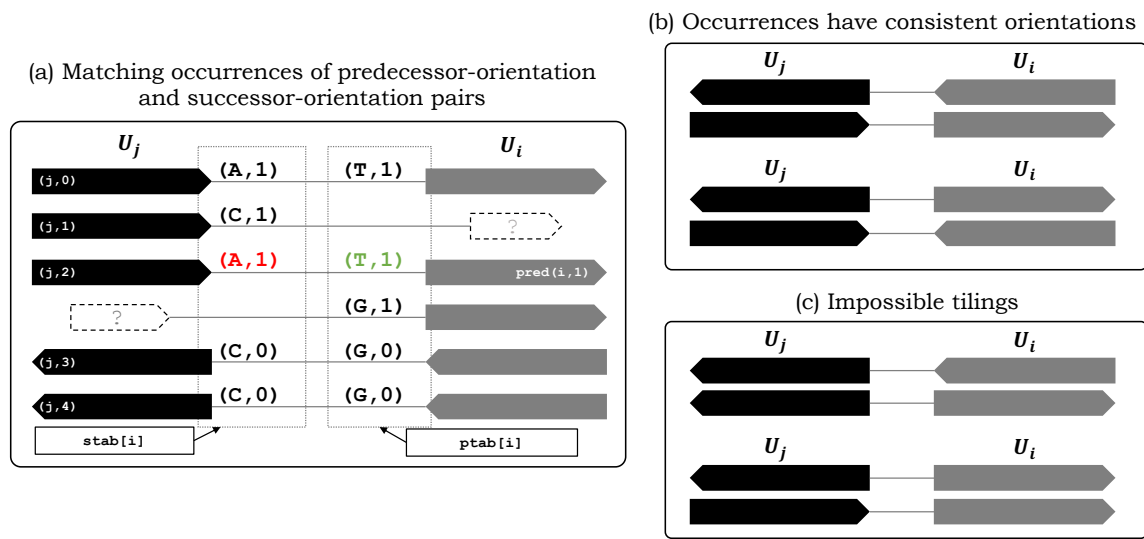 (a) Matching occurrences of predecessor-orientation
and successor-orientation pairs
U_j U_i
(j,0) (A,1) (T,1)
(j,1) (C,1) ?
(j,2) (A,1) (T,1) pred(i,1)
? (G,1)
(j,3) (C,0) (G,0)
(j,4) (C,0) (G,0)
stab[i] ptab[i]
(b) Occurrences have consistent orientations
U_j U_i
U_j U_i
(c) Impossible tilings
U_j U_i
U_j U_i